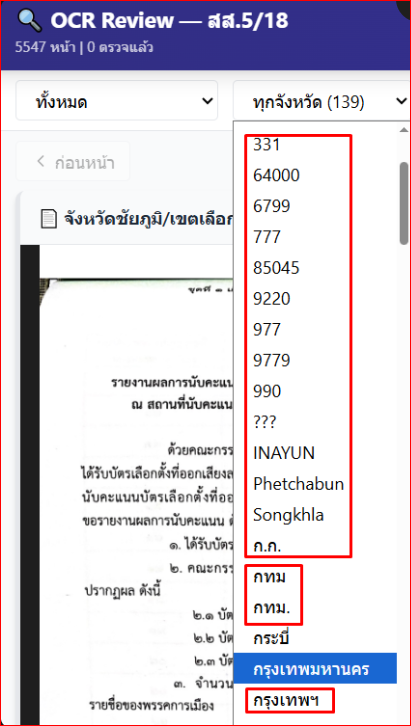 🔍 OCR Review — สส.5/18
5547 หน้า | 0 ตรวจแล้ว
ทั้งหมด
ทุกจังหวัด (139)
ก่อนหน้า
331
64000
6799
777
85045
9220
977
9779
990
???
INAYUN
Phetchabun
Songkhla
ก.ก.
กทม
กทม.
กระบี่
กรุงเทพมหานคร
กรุงเทพฯ
📄 จังหวัดชัยภูมิ/เขตเลือก
รายงานผลการนับคะแน
ณ สถานที่นับคะแน
ด้วยคณะกรร
ได้รับบัตรเลือกตั้งที่ออกเสียงล
นับคะแนนบัตรเลือกตั้งที่ออ
ขอรายงานผลการนับคะแนน ดั
๑. ได้รับบัตร
๒. คณะกรร
ปรากฏผล ดังนี้
๒.๑ บัต
๒.๒ บัต
๒.๓ บัต
๓. จำนวน
รายชื่อของพรรคการเมือง